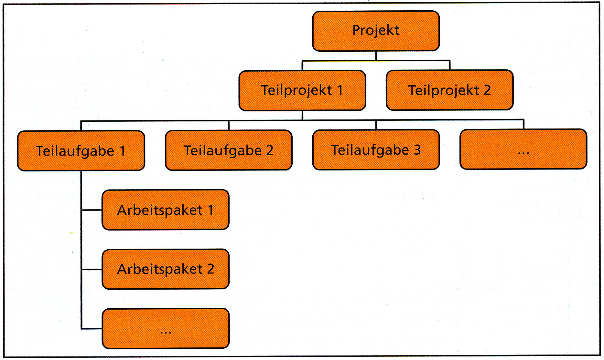 Projekt
Teilprojekt 1
Teilprojekt 2
Teilaufgabe 1
Teilaufgabe 2
Teilaufgabe 3
...
Arbeitspaket 1
Arbeitspaket 2
...